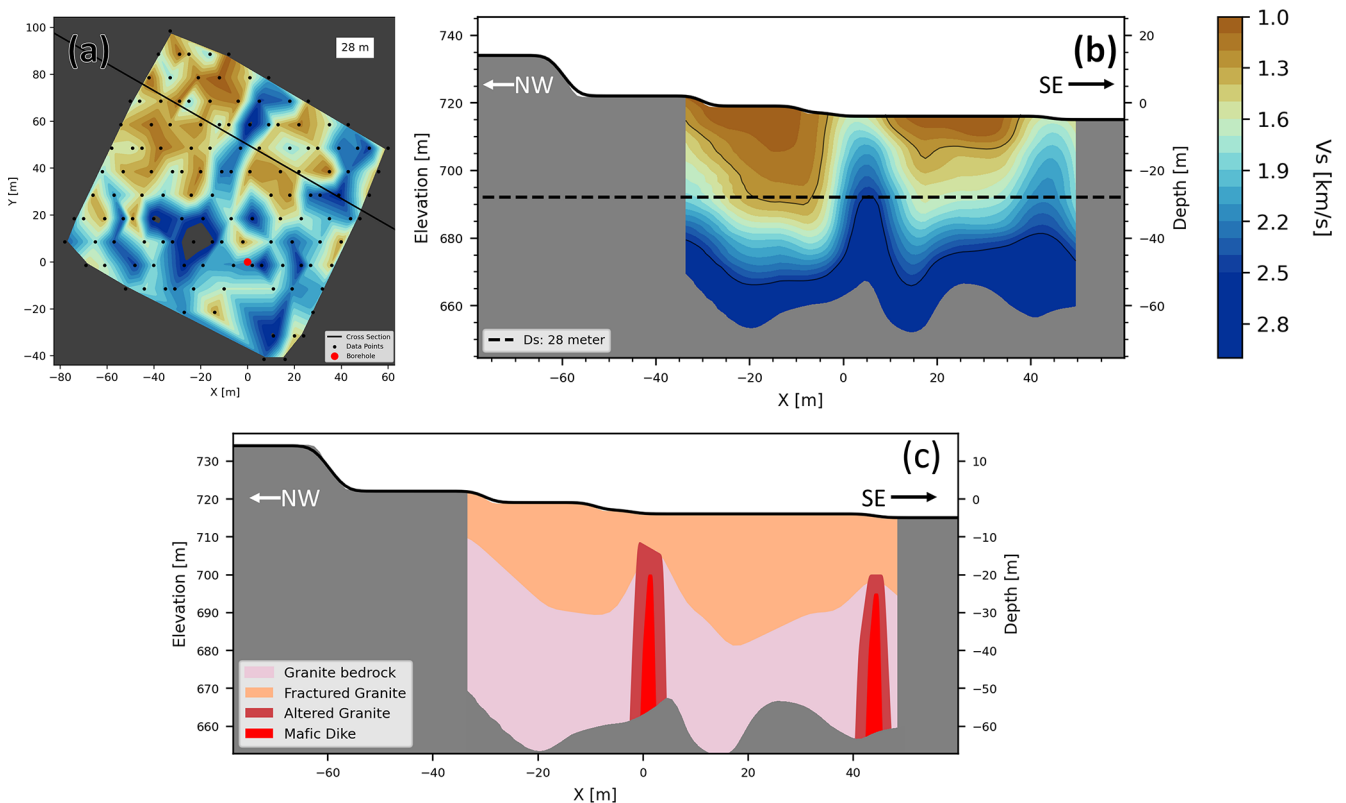 (a)
28 m
100
80
60
40
20
0
−20
−40
Y [m]
−80
−60
−40
−20
0
20
40
60
X [m]
Cross Section
Data Points
Borehole
(b)
NW
SE
740
720
700
680
660
Elevation [m]
20
0
−20
−40
−60
Depth [m]
Ds: 28 meter
−60
−40
−20
0
20
40
X [m]
1.0
1.3
1.6
1.9
2.2
2.5
2.8
Vs [km/s]
(c)
NW
SE
730
720
710
700
690
680
670
660
Elevation [m]
10
0
−10
−20
−30
−40
−50
−60
Depth [m]
Granite bedrock
Fractured Granite
Altered Granite
Mafic Dike
−60
−40
−20
0
20
40
X [m]